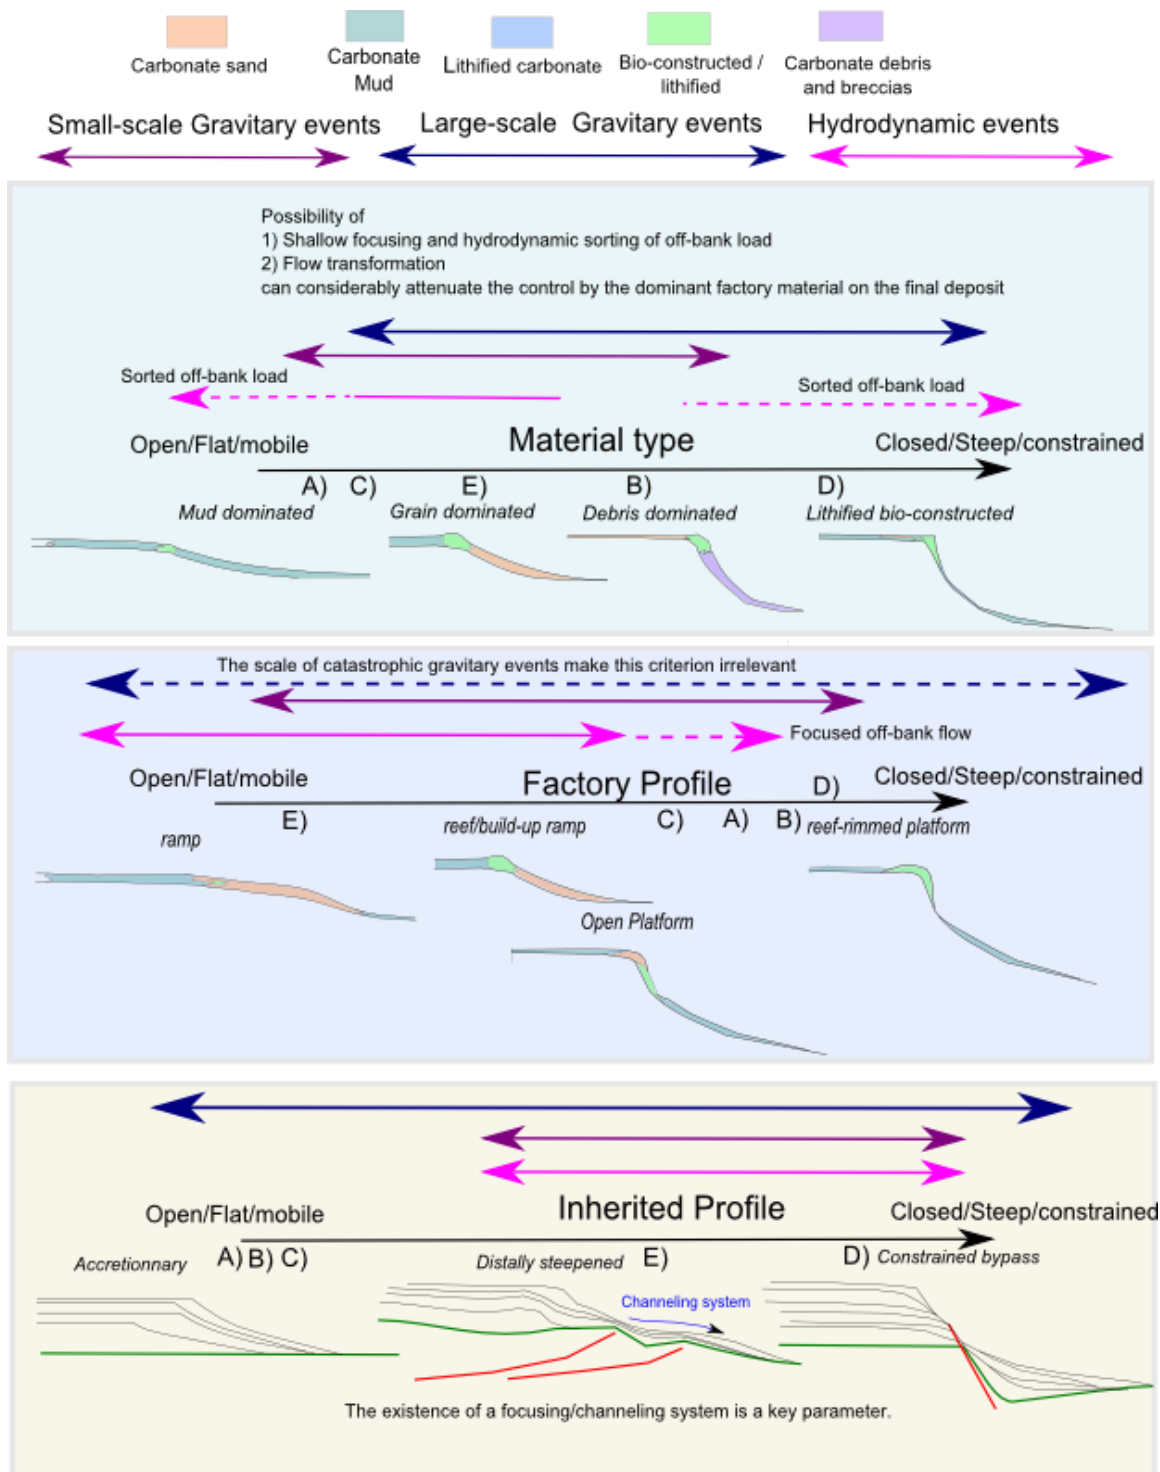 Carbonate sand
Carbonate
Mud
Lithified carbonate
Bio-constructed /
lithified
Carbonate debris
and breccias
Small-scale Gravitary events
Large-scale Gravitary events
Hydrodynamic events
Possibility of
1) Shallow focusing and hydrodynamic sorting of off-bank load
2) Flow transformation
can considerably attenuate the control by the dominant factory material on the final deposit
Sorted off-bank load
Sorted off-bank load
Open/Flat/mobile
Material type
Closed/Steep/constrained
A) C) E) B) D)
Mud dominated
Grain dominated
Debris dominated
Lithified bio-constructed
The scale of catastrophic gravitary events make this criterion irrelevant
Focused off-bank flow
Open/Flat/mobile
Factory Profile
D)
Closed/Steep/constrained
E) C) A) B)
ramp
reef/build-up ramp
reef-rimmed platform
Open Platform
Inherited Profile
Open/Flat/mobile
Closed/Steep/constrained
Accretionnary
A) B) C)
Distally steepened
E)
D)
Constrained bypass
Channeling system
The existence of a focusing/channeling system is a key parameter.